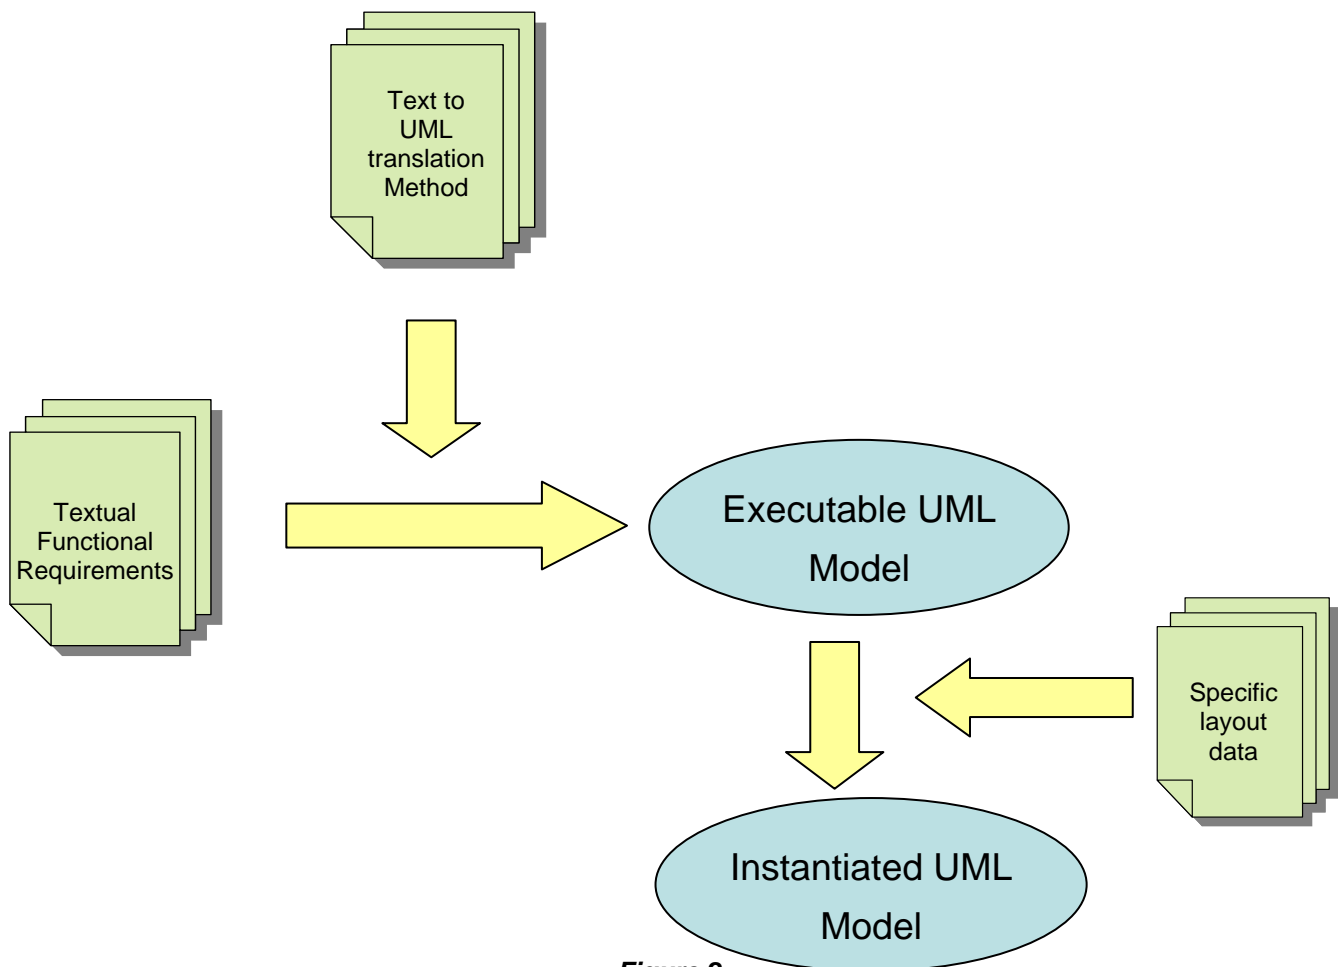 Text to
UML
translation
Method
Textual
Functional
Requirements
Executable UML
Model
Specific
layout
data
Instantiated UML
Model